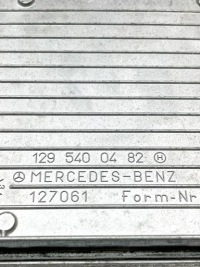 129 540 04 82 H
MERCEDES-BENZ
127061 Form-Nr